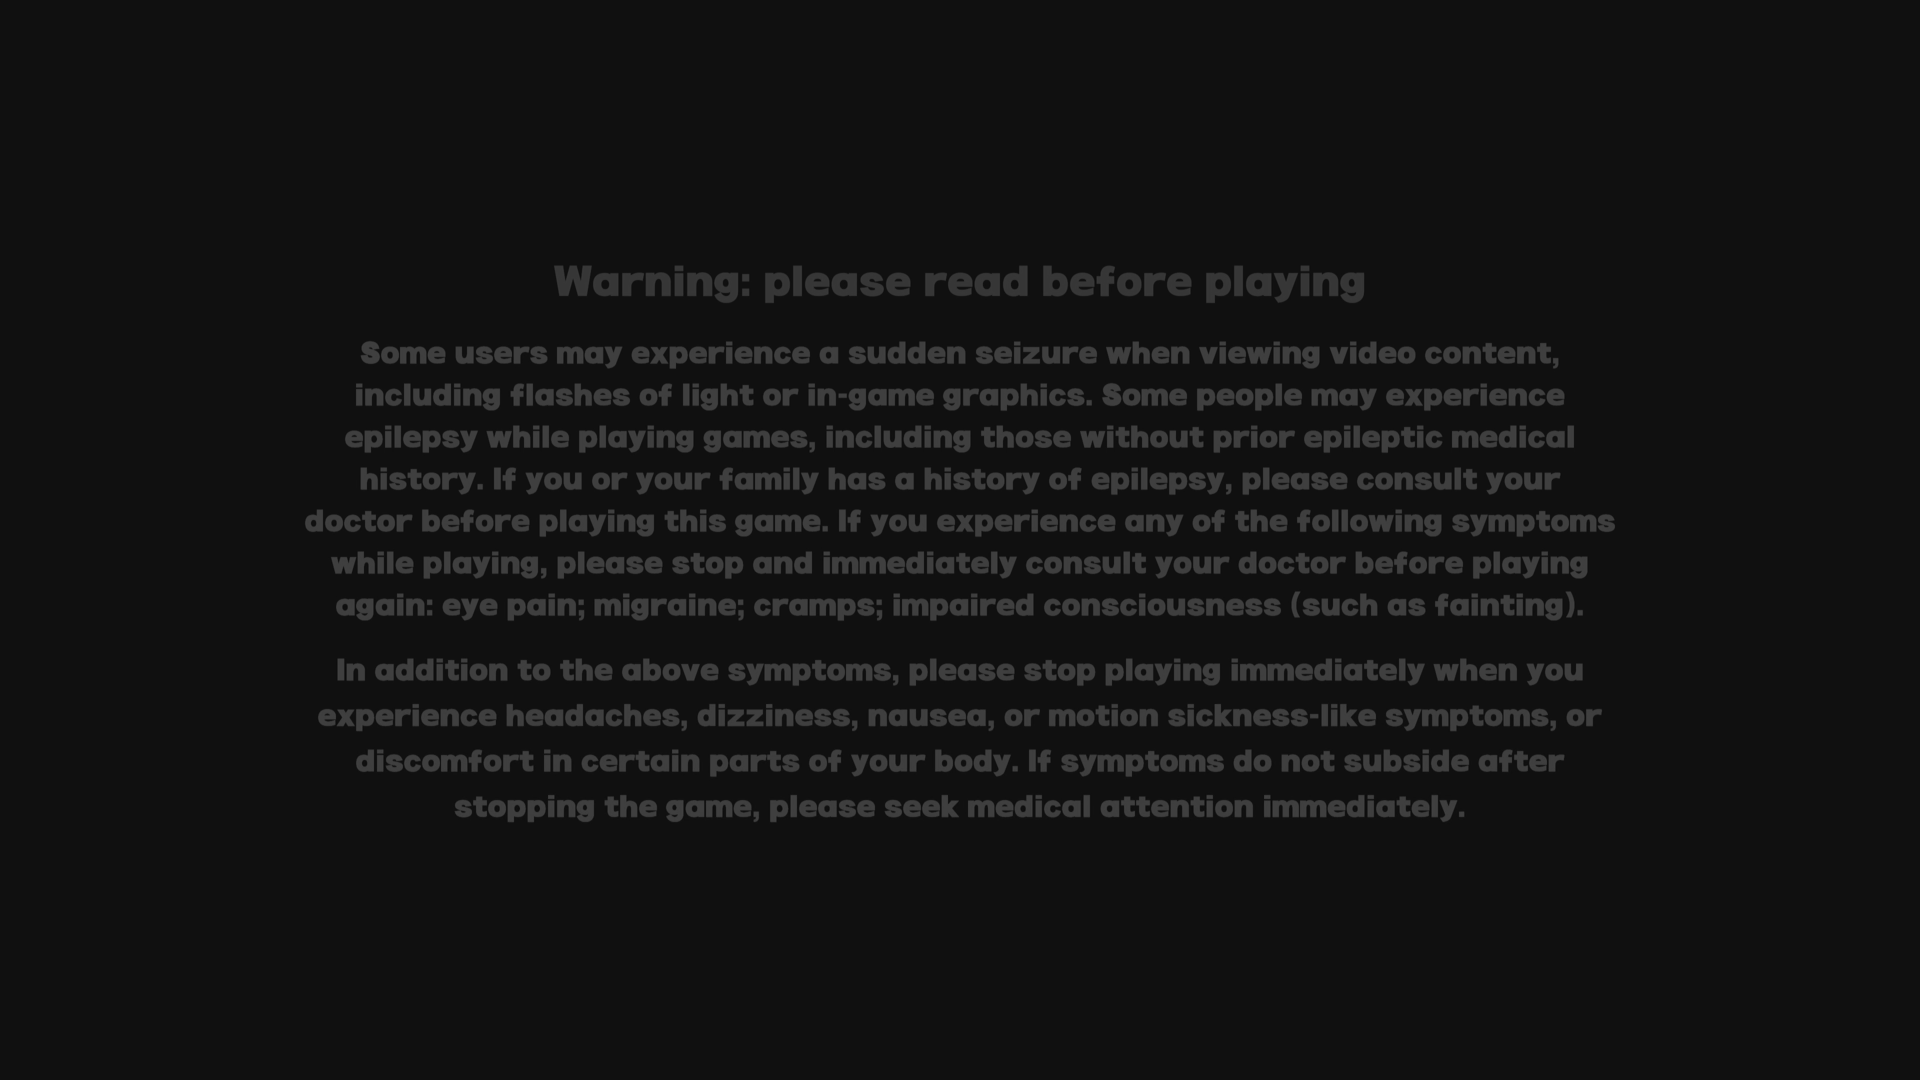 Warning: please read before playing
Some users may experience a sudden seizure when viewing video content,
including flashes of light or in-game graphics. Some people may experience
epilepsy while playing games, including those without prior epileptic medical
history. If you or your family has a history of epilepsy, please consult your
doctor before playing this game. If you experience any of the following symptoms
while playing, please stop and immediately consult your doctor before playing
again: eye pain; migraine; cramps; impaired consciousness (such as fainting).
In addition to the above symptoms, please stop playing immediately when you
experience headaches, dizziness, nausea, or motion sickness-like symptoms, or
discomfort in certain parts of your body. If symptoms do not subside after
stopping the game, please seek medical attention immediately.